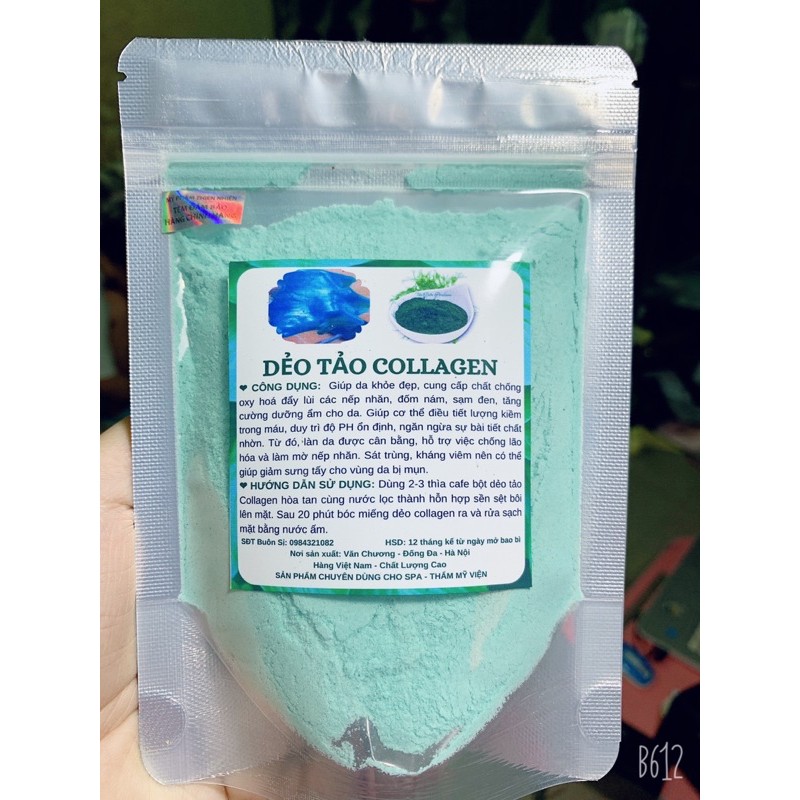 TEM ĐẢM BẢO
HÀNG CHÍNH HÃNG
DẺO TẢO COLLAGEN
❤ CÔNG DỤNG: Giúp da khỏe đẹp, cung cấp chất chống
oxy hoá đẩy lùi các nếp nhăn, đốm nám, sạm đen, tăng
cường dưỡng ẩm cho da. Giúp cơ thể điều tiết lượng kiềm
trong máu, duy trì độ PH ổn định, ngăn ngừa sự bài tiết chất
nhờn. Từ đó, làn da được cân bằng, hỗ trợ việc chống lão
hóa và làm mờ nếp nhăn. Sát trùng, kháng viêm nên có thể
giúp giảm sưng tấy cho vùng da bị mụn.
❤ HƯỚNG DẪN SỬ DỤNG: Dùng 2-3 thìa cafe bột dẻo tảo
Collagen hòa tan cùng nước lọc thành hỗn hợp sền sệt bôi
lên mặt. Sau 20 phút bóc miếng dẻo collagen ra và rửa sạch
mặt bằng nước ấm.
SĐT Buôn Sỉ: 0984321082 HSD: 12 tháng kể từ ngày mở bao bì
Nơi sản xuất: Văn Chương - Đống Đa - Hà Nội
Hàng Việt Nam - Chất Lượng Cao
SẢN PHẨM CHUYÊN DÙNG CHO SPA - THẨM MỸ VIỆN
B612